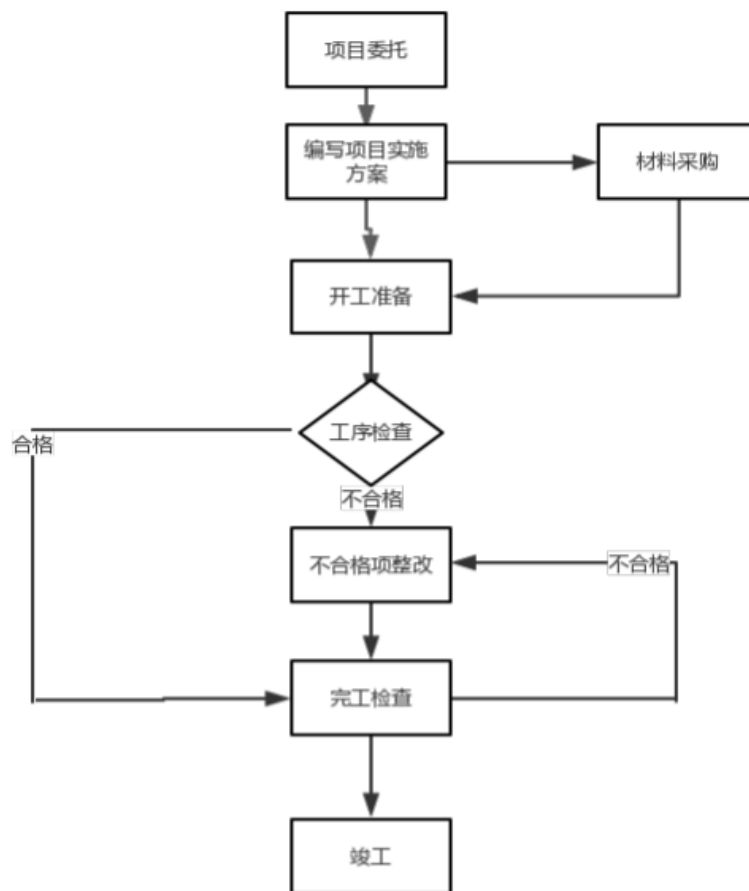 项目委托
编写项目实施
方案
材料采购
开工准备
工序检查
合格
不合格
不合格项整改
不合格
完工检查
竣工